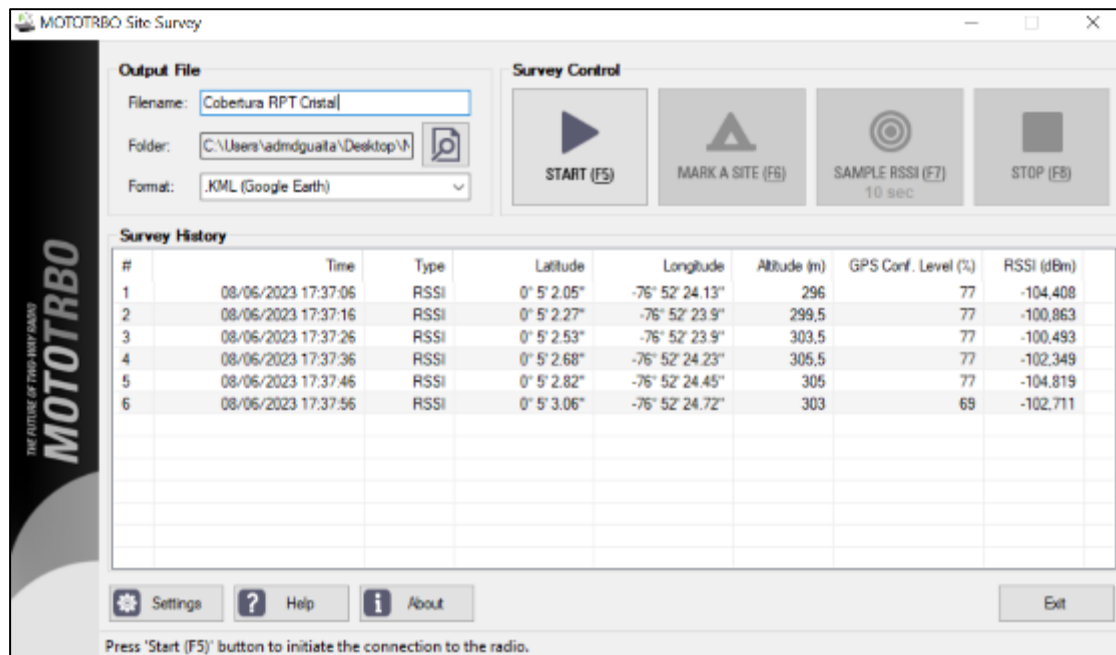 MOTOTRBO Site Survey
THE FUTURE OF TWO-WAY RADIO
MOTOTRBO
Output File
Filename: Cobertura RPT Cristal
Folder: C:\Users\admdguaita\Desktop\N
Format: .KML (Google Earth)
Survey Control
START (F5)
MARK A SITE (F6)
SAMPLE RSSI (F7)
10 sec
STOP (F8)
Survey History
# Time Type Latitude Longitude Altitude (m) GPS Conf. Level (%) RSSI (dBm)
1 08/06/2023 17:37:06 RSSI 0° 5' 2.05" -76° 52' 24.13" 296 77 -104,408
2 08/06/2023 17:37:16 RSSI 0° 5' 2.27" -76° 52' 23.9" 299,5 77 -100,863
3 08/06/2023 17:37:26 RSSI 0° 5' 2.53" -76° 52' 23.9" 303,5 77 -100,493
4 08/06/2023 17:37:36 RSSI 0° 5' 2.68" -76° 52' 24.23" 305,5 77 -102,349
5 08/06/2023 17:37:46 RSSI 0° 5' 2.82" -76° 52' 24.45" 305 77 -104,819
6 08/06/2023 17:37:56 RSSI 0° 5' 3.06" -76° 52' 24.72" 303 69 -102,711
Settings
Help
About
Exit
Press 'Start (F5)' button to initiate the connection to the radio.